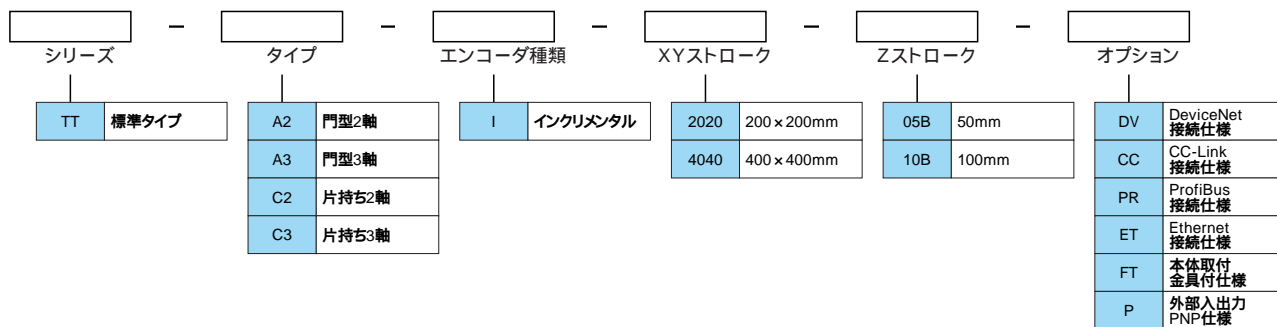 シリーズ － タイプ － エンコーダ種類 － XYストローク － Zストローク － オプション
TT 標準タイプ
A2 門型2軸
A3 門型3軸
C2 片持ち2軸
C3 片持ち3軸
I インクリメンタル
2020 200×200mm
4040 400×400mm
05B 50mm
10B 100mm
DV DeviceNet
接続仕様
CC CC-Link
接続仕様
PR ProfiBus
接続仕様
ET Ethernet
接続仕様
FT 本体取付
金具付仕様
P 外部入出力
PNP仕様